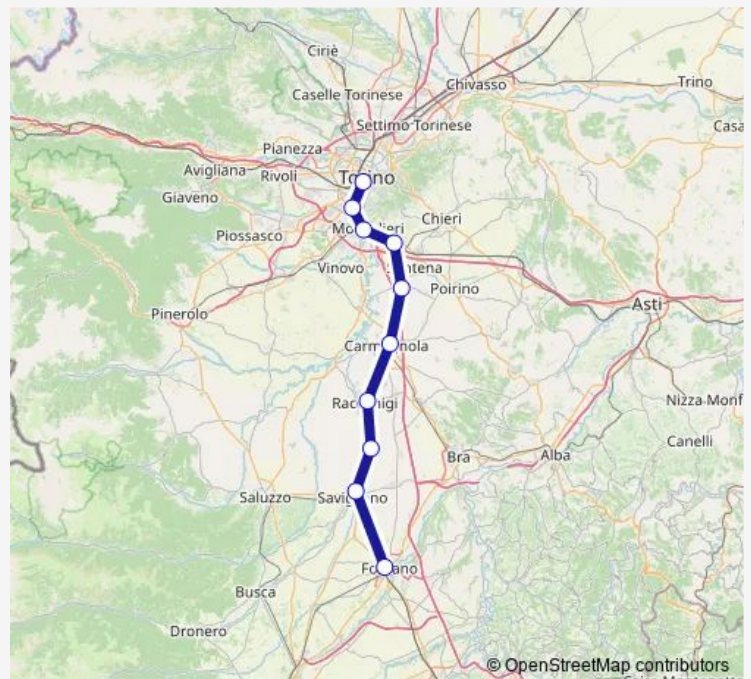 Ciriè
Chivasso
Trino
Caselle Torinese
Settimo Torinese
Casa
Pianezza
Avigliana
Rivoli
Giaveno
Chieri
Piossasco
Vinovo
Poirino
Pinerolo
Asti
Nizza Monf
Canelli
Bra
Alba
Saluzzo
Busca
Dronero
© OpenStreetMap contributors